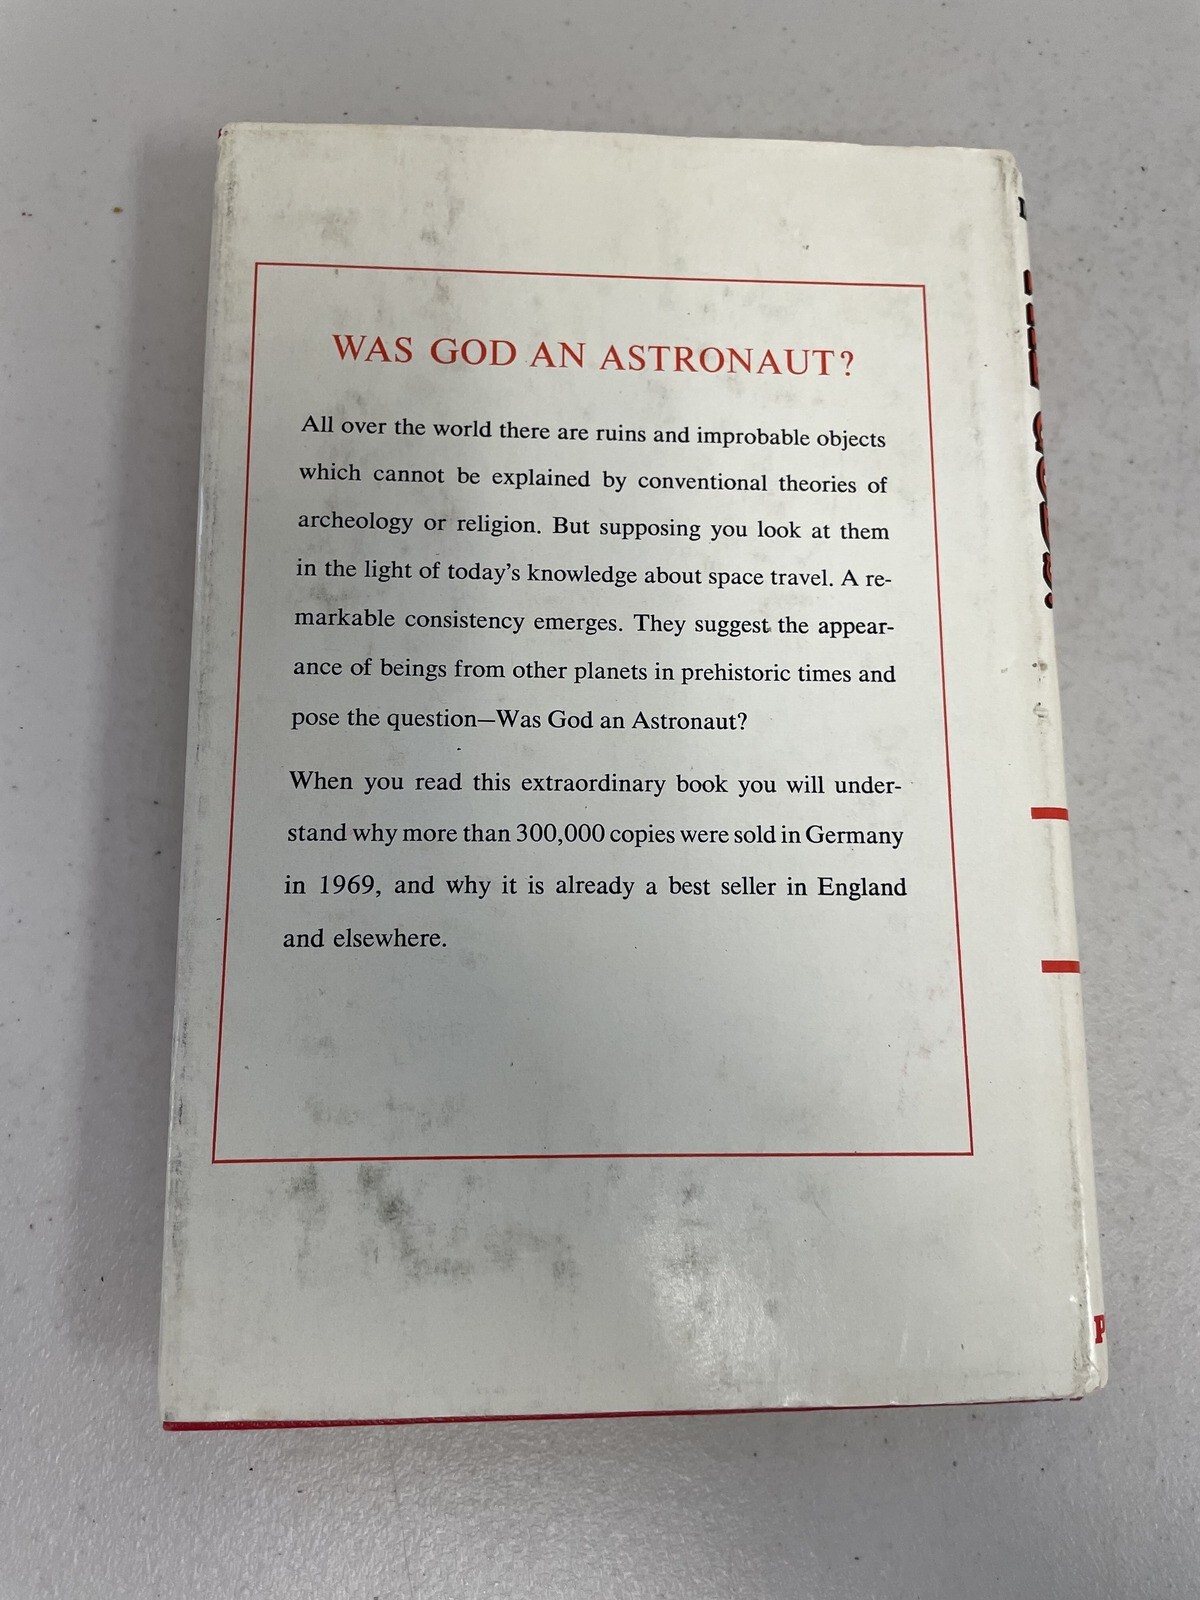 WAS GOD AN ASTRONAUT?
All over the world there are ruins and improbable objects
which cannot be explained by conventional theories of
archeology or religion. But supposing you look at them
in the light of today's knowledge about space travel. A re-
markable consistency emerges. They suggest the appear-
ance of beings from other planets in prehistoric times and
pose the question—Was God an Astronaut?
When you read this extraordinary book you will under-
stand why more than 300,000 copies were sold in Germany
in 1969, and why it is already a best seller in England
and elsewhere.